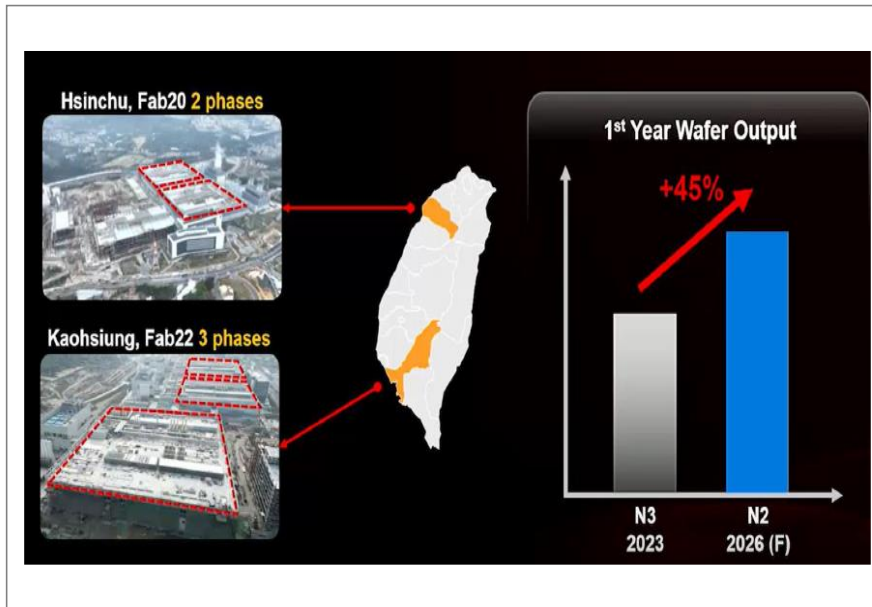 Hsinchu, Fab20 2 phases
Kaohsiung, Fab22 3 phases
1st Year Wafer Output
+45%
N3
2023
N2
2026 (F)